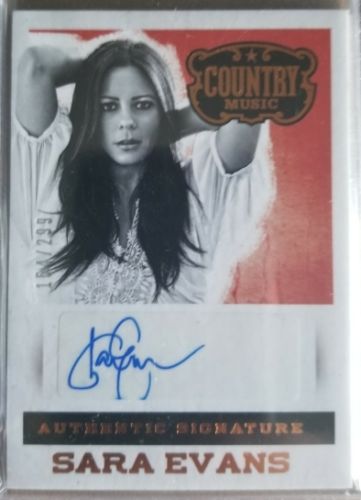 COUNTRY
MUSIC
AUTHENTIC SIGNATURE
SARA EVANS